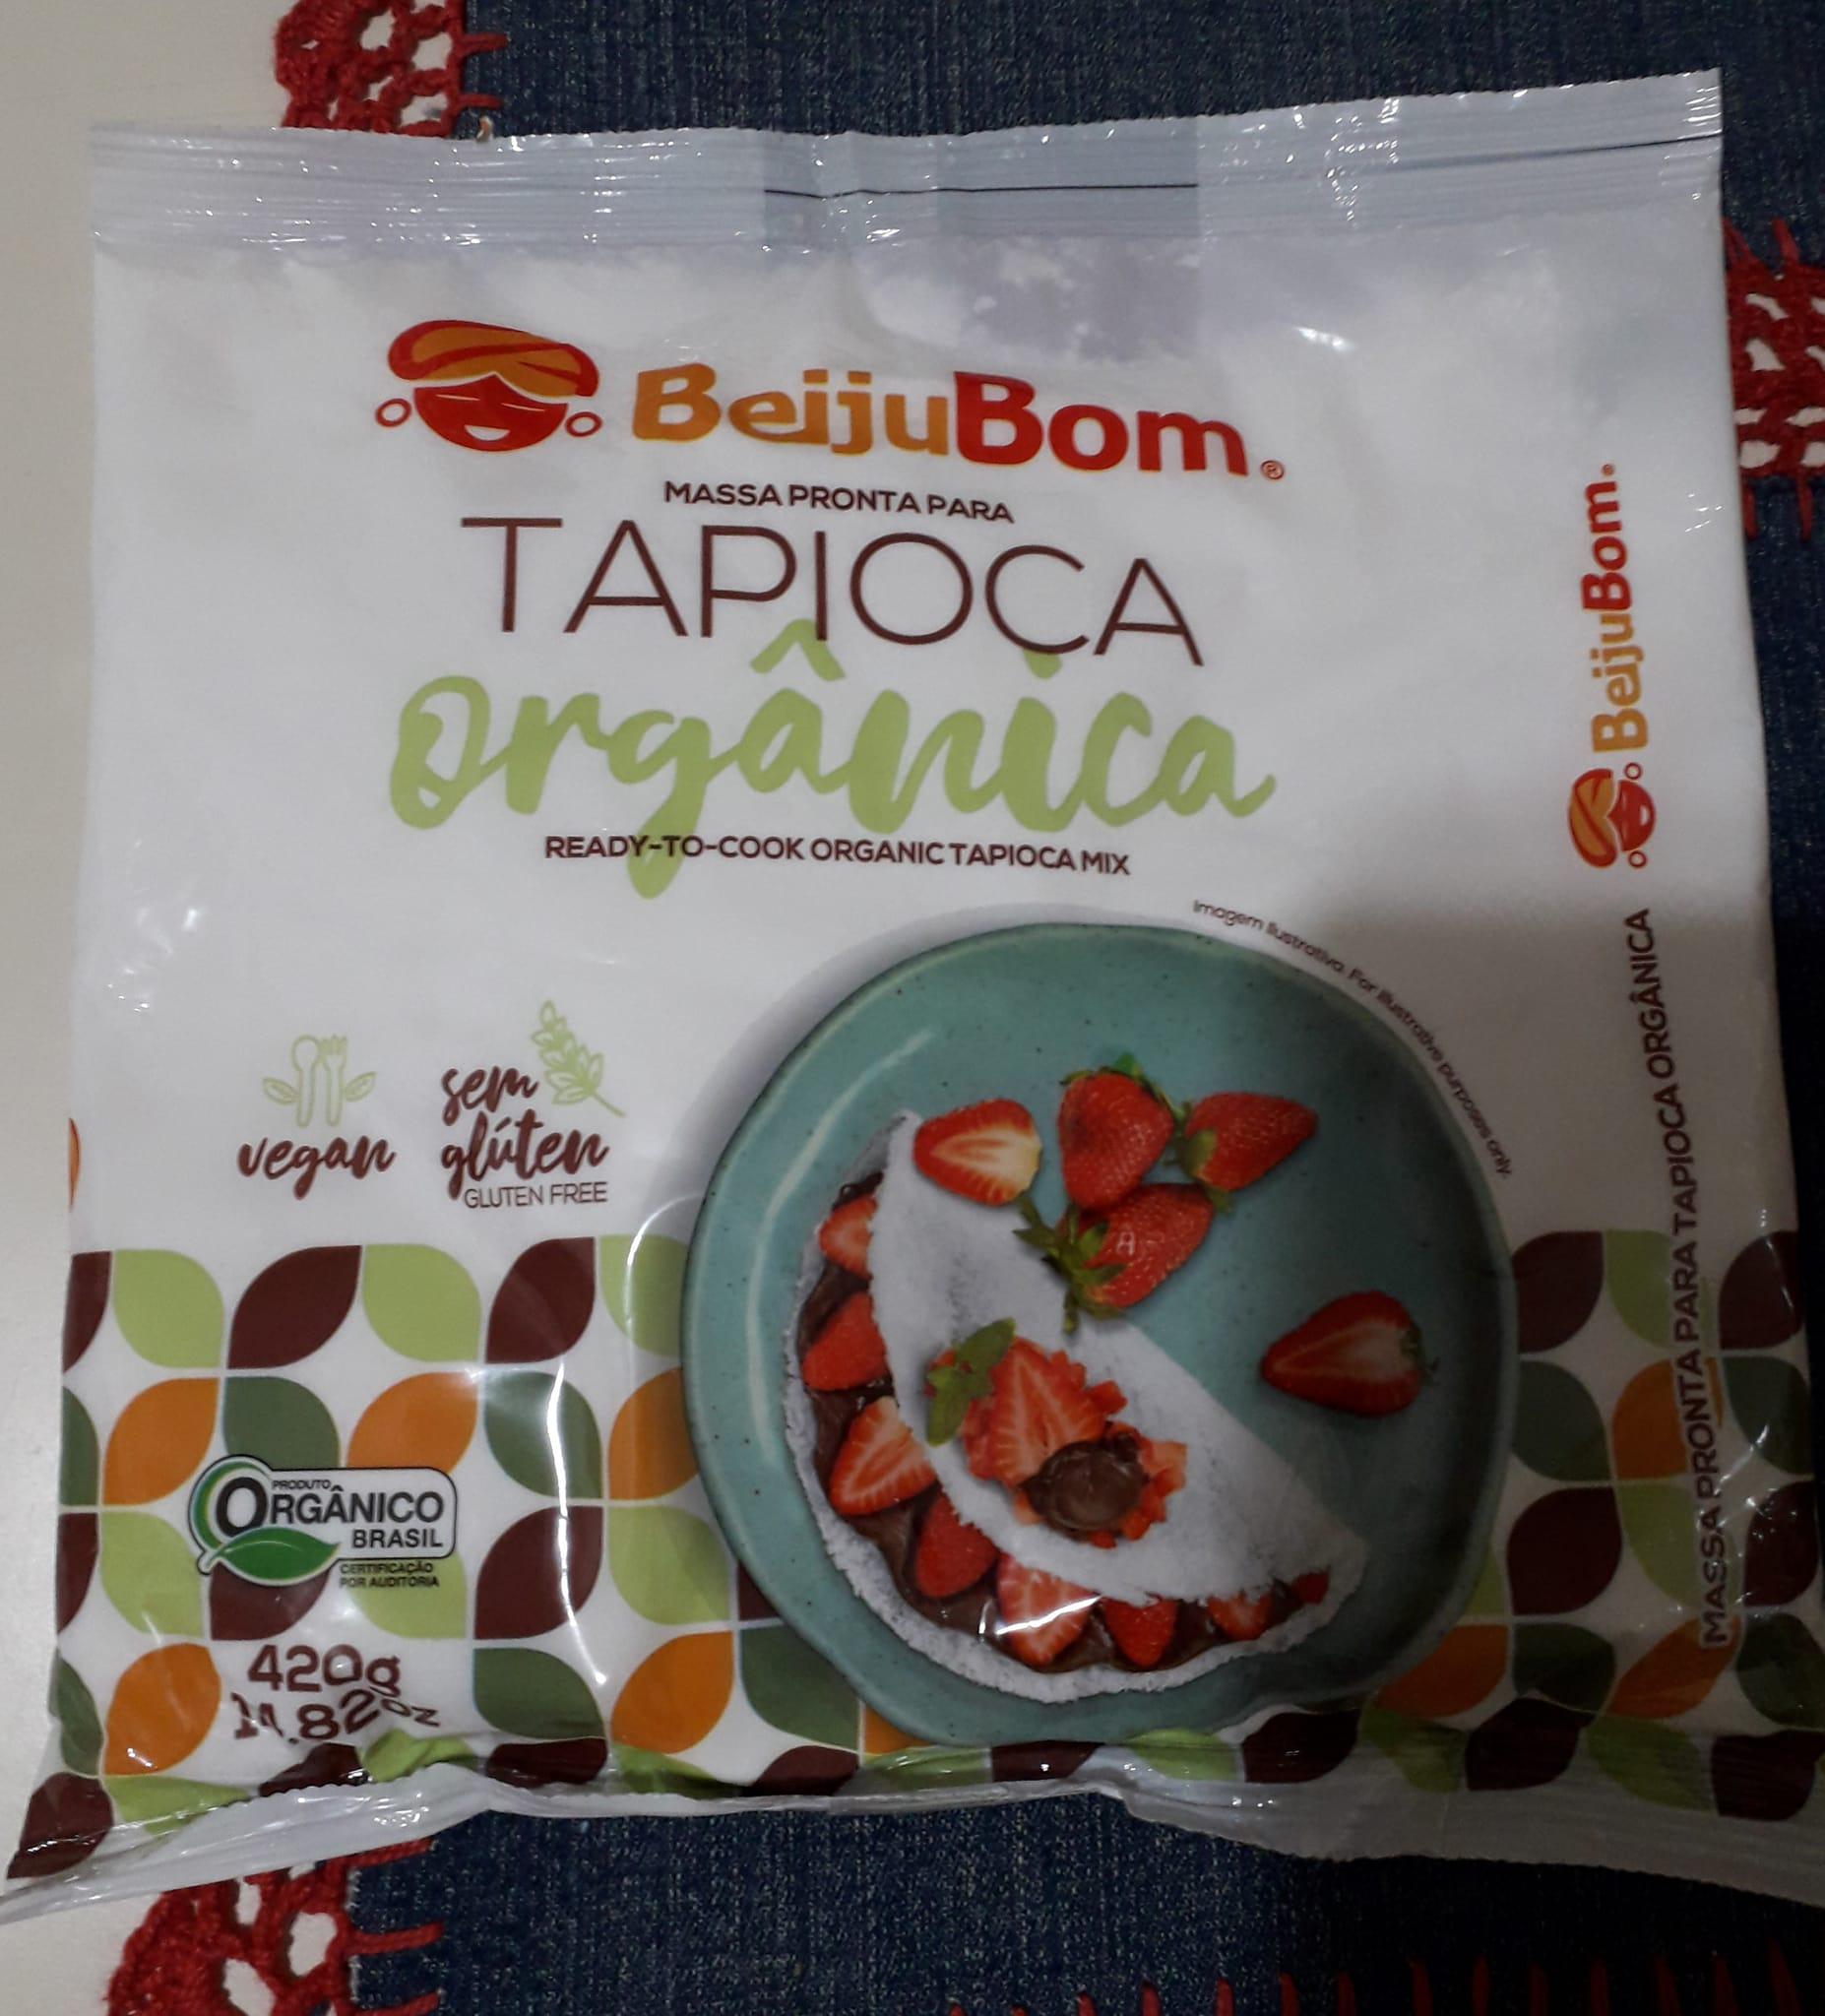 BeijuBom®
MASSA PRONTA PARA
TAPIOCA
orgânica
READY-TO-COOK ORGANIC TAPIOCA MIX
Imagem Ilustrativa. For Illustrative purposes only.
vegan
sem
glúten
GLUTEN FREE
PRODUTO
ORGÂNICO
BRASIL
CERTIFICAÇÃO
POR AUDITORIA
420g
14.82oz
MASSA PRONTA PARA TAPIOCA ORGÂNICA BeijuBom®